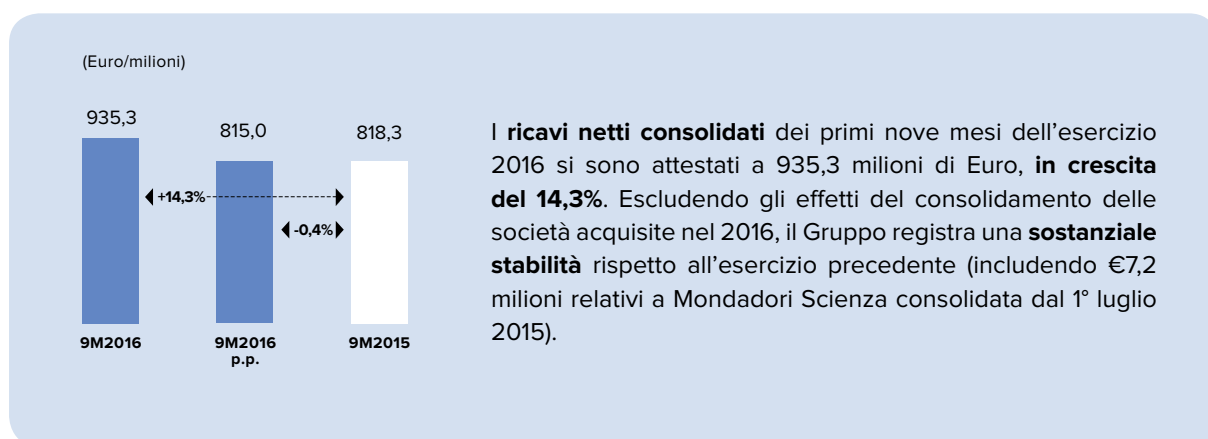 (Euro/milioni)
935,3
815,0
818,3
+14,3%
-0,4%
9M2016
9M2016
p.p.
9M2015
I ricavi netti consolidati dei primi nove mesi dell’esercizio
2016 si sono attestati a 935,3 milioni di Euro, in crescita
del 14,3%. Escludendo gli effetti del consolidamento delle
società acquisite nel 2016, il Gruppo registra una sostanziale
stabilità rispetto all’esercizio precedente (includendo €7,2
milioni relativi a Mondadori Scienza consolidata dal 1° luglio
2015).